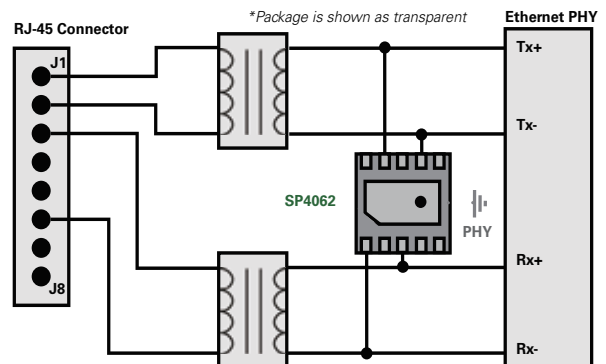 *Package is shown as transparent
Ethernet PHY
RJ-45 Connector
J1
Tx+
Tx-
SP4062
PHY
Rx+
J8
Rx-